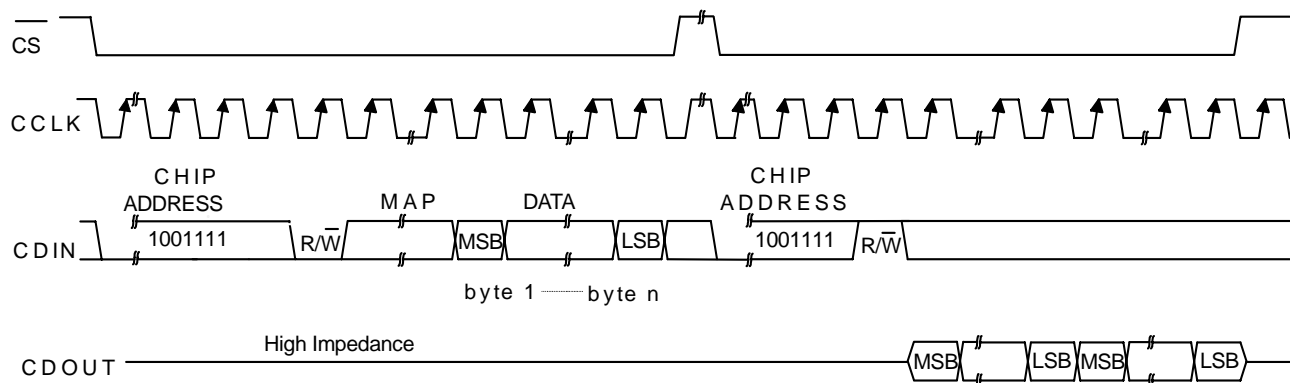 CS
CCLK
CHIP
ADDRESS
MAP
DATA
CHIP
ADDRESS
CDIN
1001111
R/W
MSB
LSB
1001111
R/W
byte 1
byte n
CDOUT
High Impedance
MSB
LSB
MSB
LSB